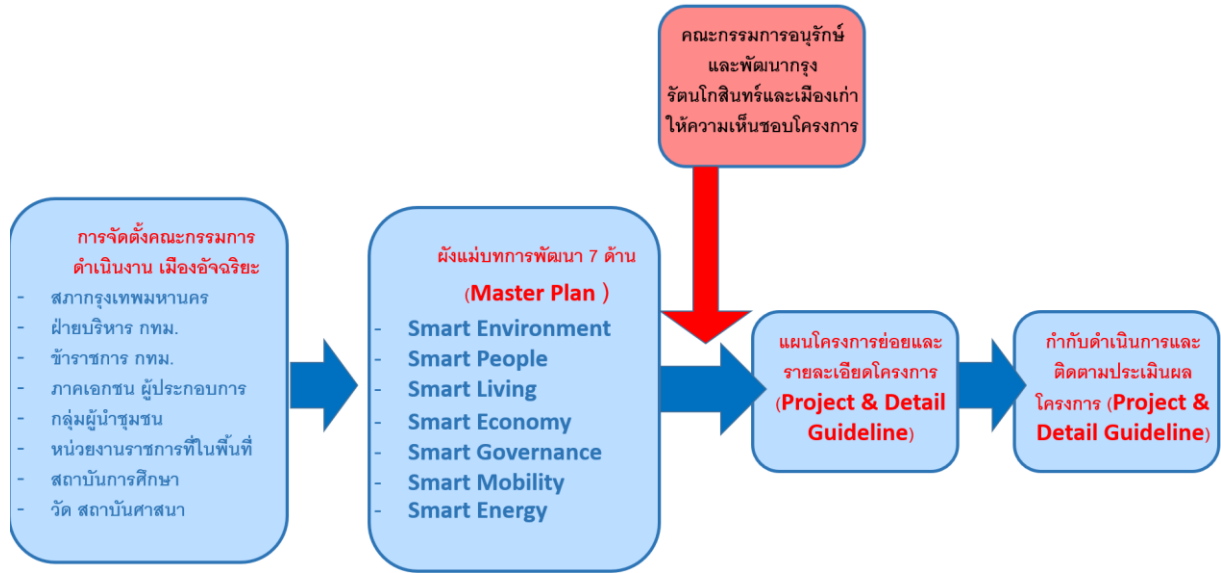 คณะกรรมการอนุรักษ์
และพัฒนากรุง
รัตนโกสินทร์และเมืองเก่า
ให้ความเห็นชอบโครงการ
การจัดตั้งคณะกรรมการ
ดำเนินงาน เมืองอัจฉริยะ
- สภากรุงเทพมหานคร
- ฝ่ายบริหาร กทม.
- ข้าราชการ กทม.
- ภาคเอกชน ผู้ประกอบการ
- กลุ่มผู้นำชุมชน
- หน่วยงานราชการที่ในพื้นที่
- สถาบันการศึกษา
- วัด สถาบันศาสนา
ผังแม่บทการพัฒนา 7 ด้าน
(Master Plan )
- Smart Environment
- Smart People
- Smart Living
- Smart Economy
- Smart Governance
- Smart Mobility
- Smart Energy
แผนโครงการย่อยและ
รายละเอียดโครงการ
(Project & Detail
Guideline)
กำกับดำเนินการและ
ติดตามประเมินผล
โครงการ (Project &
Detail Guideline)